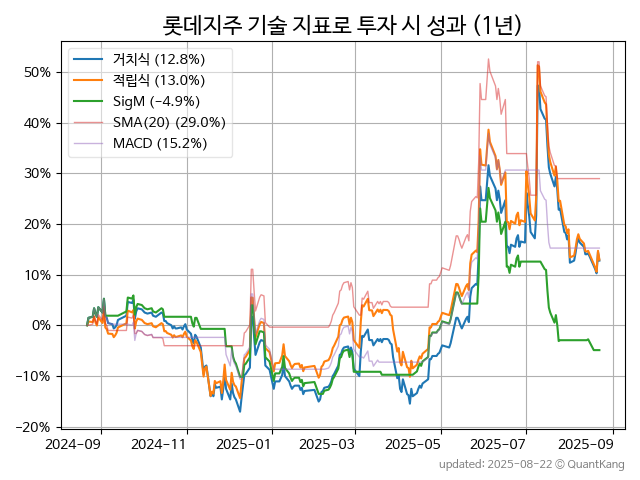 롯데지주 기술 지표로 투자 시 성과 (1년)
거치식 (12.8%)
적립식 (13.0%)
SigM (-4.9%)
SMA(20) (29.0%)
MACD (15.2%)
50%
40%
30%
20%
10%
0%
-10%
-20%
2024-09 2024-11 2025-01 2025-03 2025-05 2025-07 2025-09
updated: 2025-08-22 © QuantKang